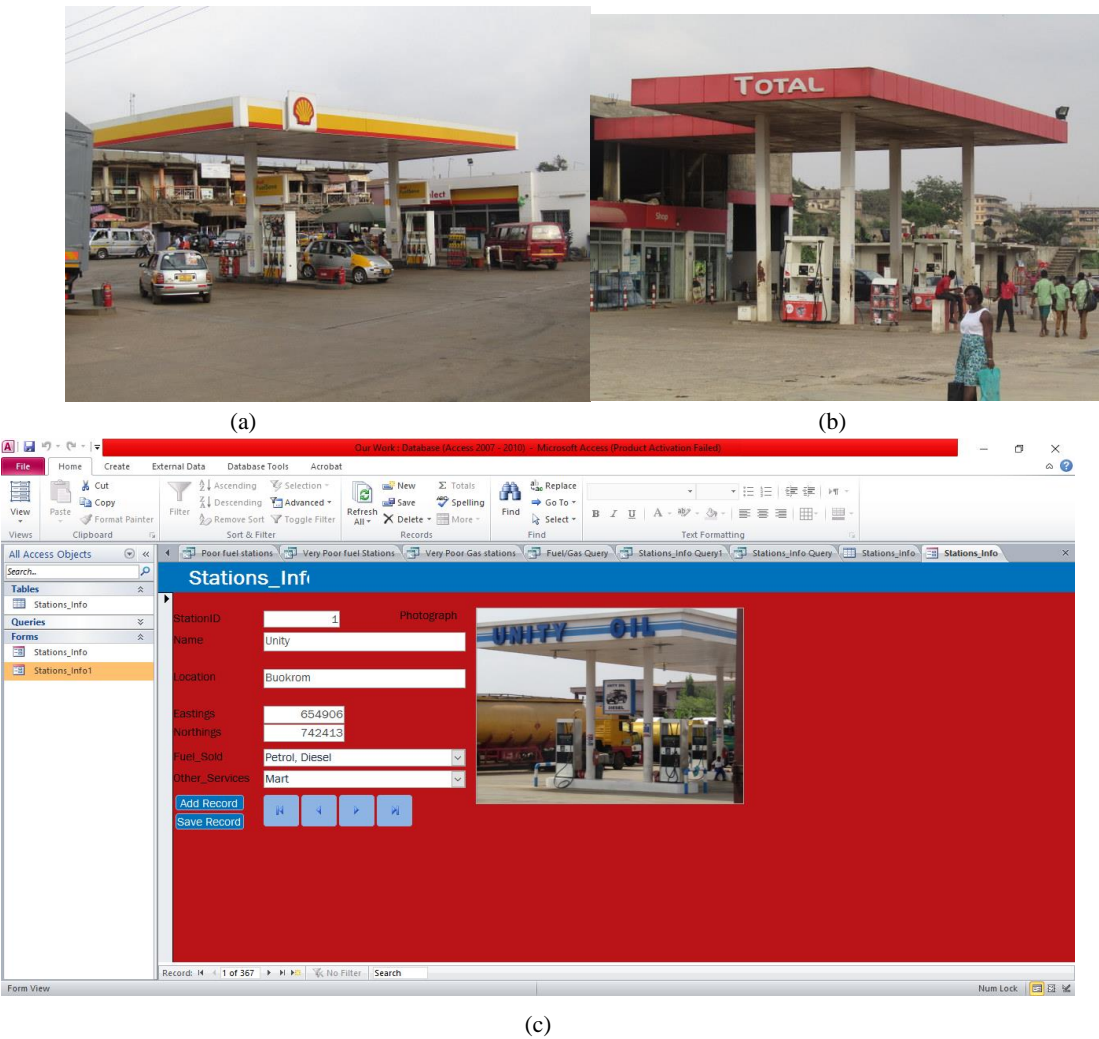 Select
TOTAL
Shop
(a)
(b)
Our Work : Database (Access 2007 - 2010) - Microsoft Access (Product Activation Failed)
File Home Create External Data Database Tools Acrobat
View
Paste
Cut
Copy
Format Painter
Filter
Ascending
Descending
Remove Sort
Selection
Advanced
Toggle Filter
Refresh All
New
Save
Delete
Totals
Spelling
More
Find
Replace
Go To
Select
B I U A
Views Clipboard Sort & Filter Records Find Text Formatting
All Access Objects
Poor fuel stations Very Poor fuel Stations Very Poor Gas stations Fuel/Gas Query Stations_Info Query1 Stations_Info Query Stations_Info Stations_Info
Search...
Tables
Stations_Info
Queries
Forms
Stations_Info
Stations_Info1
Stations_Inf
StationID 1 Photograph
Name Unity
Location Buokrom
Eastings 654906
Northings 742413
Fuel_Sold Petrol, Diesel
Other_Services Mart
Add Record
Save Record
UNITY OIL
UNITY OIL
DIESEL
Record: 1 of 367 No Filter Search
Form View Num Lock
(c)